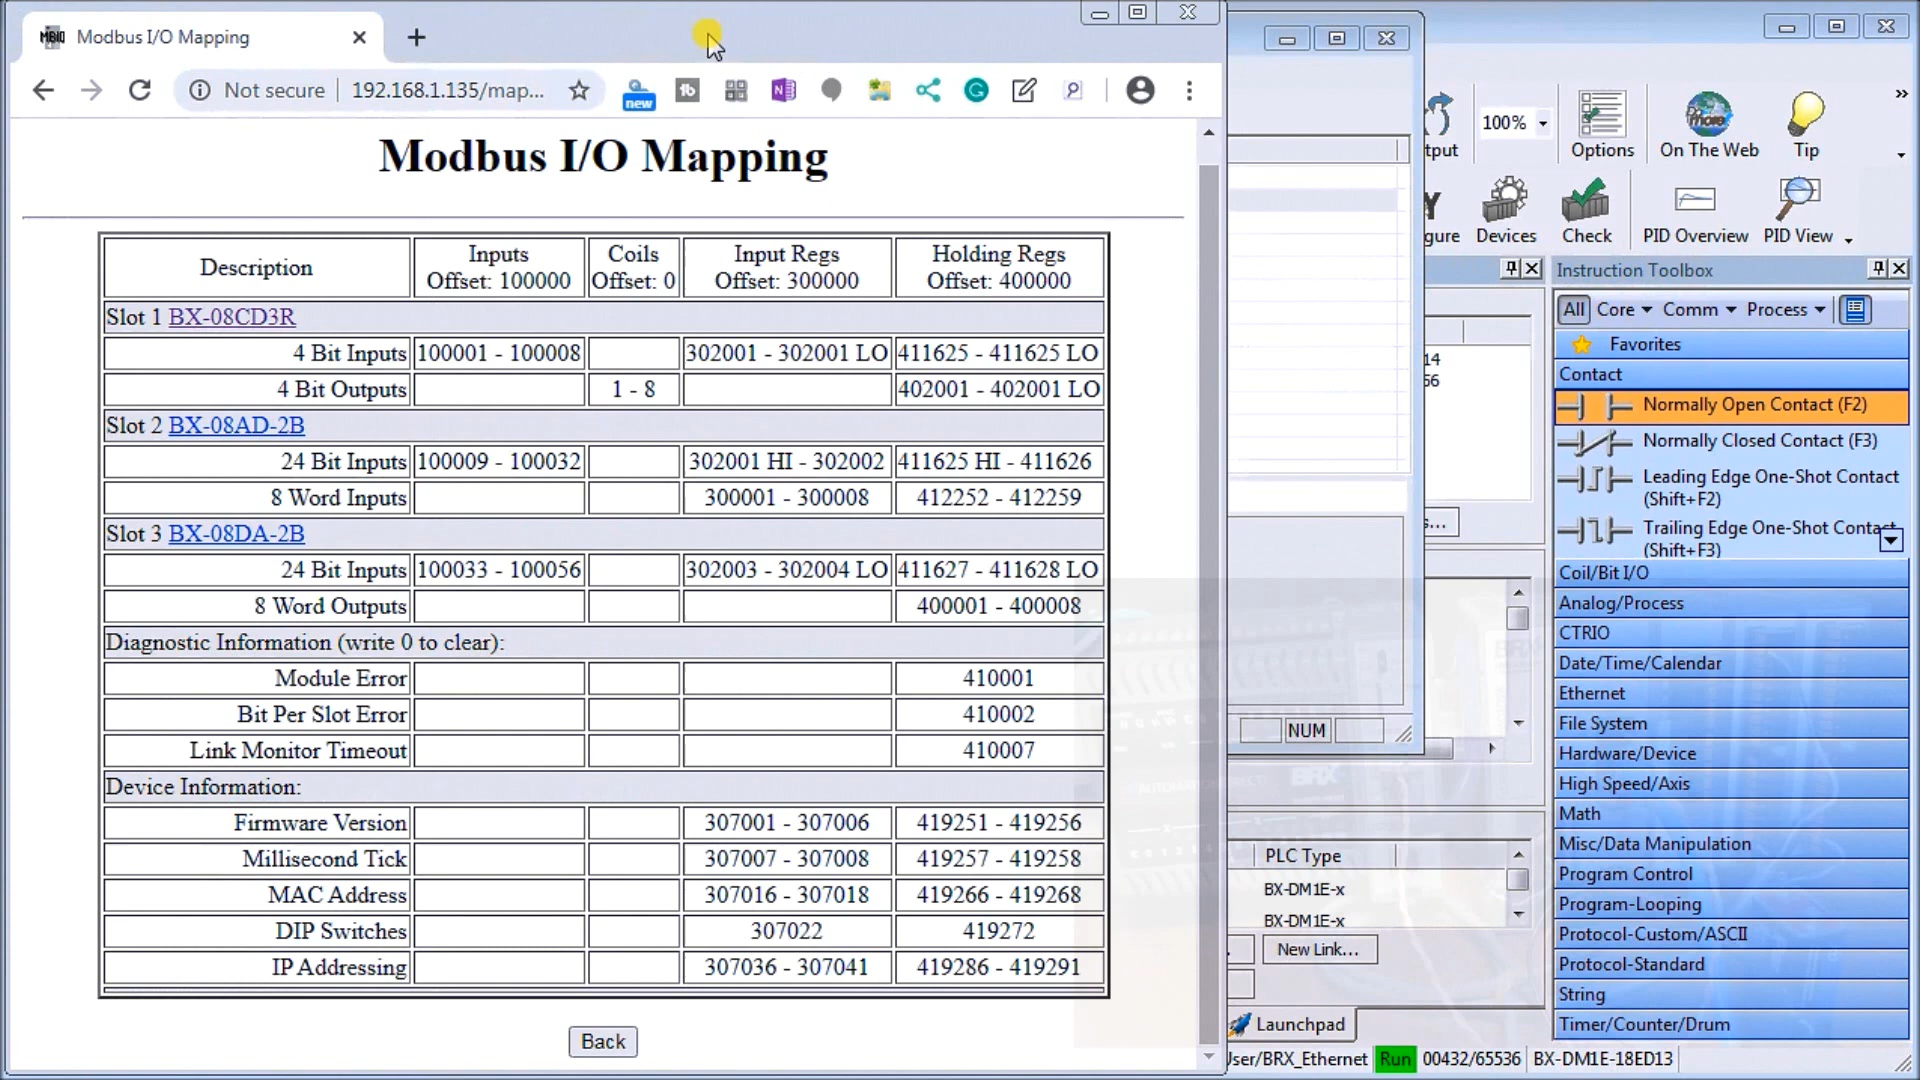 Modbus I/O Mapping
Not secure
192.168.1.135/map...
new
Modbus I/O Mapping
Description
Inputs
Offset: 100000
Coils
Offset: 0
Input Regs
Offset: 300000
Holding Regs
Offset: 400000
Slot 1 BX-08CD3R
4 Bit Inputs 100001 - 100008 302001 - 302001 LO 411625 - 411625 LO
4 Bit Outputs 1 - 8 402001 - 402001 LO
Slot 2 BX-08AD-2B
24 Bit Inputs 100009 - 100032 302001 HI - 302002 411625 HI - 411626
8 Word Inputs 300001 - 300008 412252 - 412259
Slot 3 BX-08DA-2B
24 Bit Inputs 100033 - 100056 302003 - 302004 LO 411627 - 411628 LO
8 Word Outputs 400001 - 400008
Diagnostic Information (write 0 to clear):
Module Error 410001
Bit Per Slot Error 410002
Link Monitor Timeout 410007
Device Information:
Firmware Version 307001 - 307006 419251 - 419256
Millisecond Tick 307007 - 307008 419257 - 419258
MAC Address 307016 - 307018 419266 - 419268
DIP Switches 307022 419272
IP Addressing 307036 - 307041 419286 - 419291
Back
NUM
PLC Type
BX-DM1E-x
BX-DM1E-x
New Link...
Launchpad
User/BRX_Ethernet Run 00432/65536 BX-DM1E-18ED13
100%
Options
On The Web
Tip
Devices
Check
PID Overview
PID View
Instruction Toolbox
All Core Comm Process
Favorites
Contact
Normally Open Contact (F2)
Normally Closed Contact (F3)
Leading Edge One-Shot Contact
(Shift+F2)
Trailing Edge One-Shot Contact
(Shift+F3)
Coil/Bit I/O
Analog/Process
CTRIO
Date/Time/Calendar
Ethernet
File System
Hardware/Device
High Speed/Axis
Math
Misc/Data Manipulation
Program Control
Program-Looping
Protocol-Custom/ASCII
Protocol-Standard
String
Timer/Counter/Drum